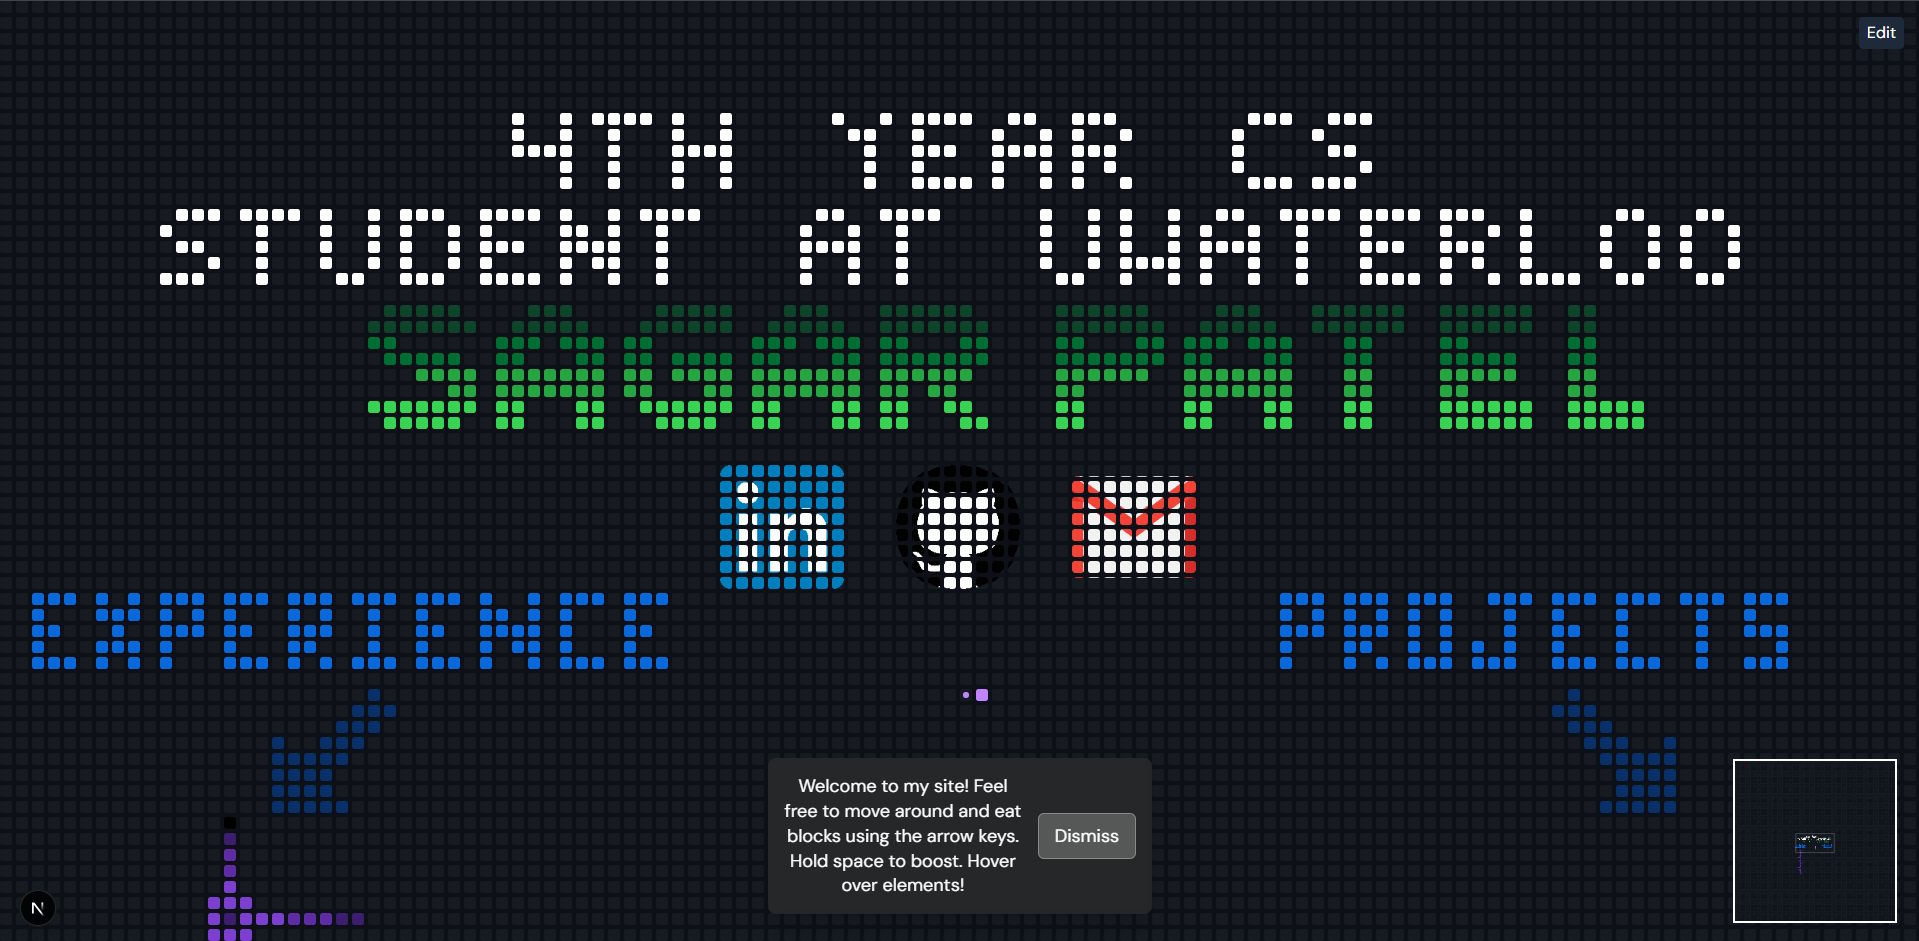 Edit
4TH YEAR CS
STUDENT AT UWATERLOO
SAGAR PATEL
in
EXPERIENCE
PROJECTS
Welcome to my site! Feel
free to move around and eat
blocks using the arrow keys.
Hold space to boost. Hover
over elements!
Dismiss
N